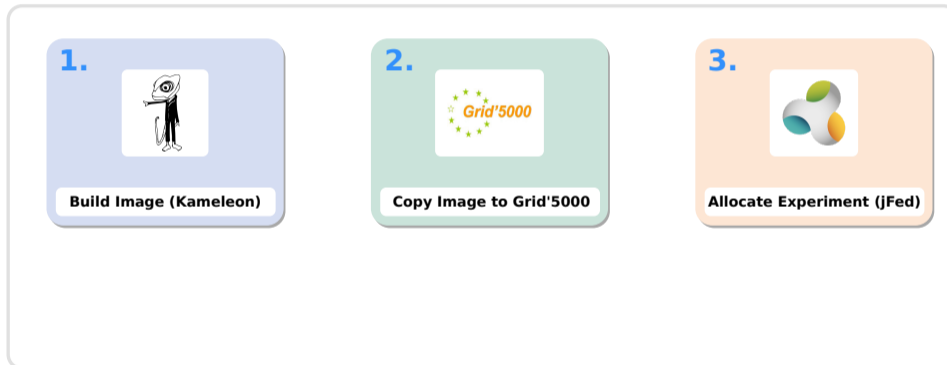 1.
Build Image (Kameleon)
2.
Grid'5000
Copy Image to Grid'5000
3.
Allocate Experiment (jFed)